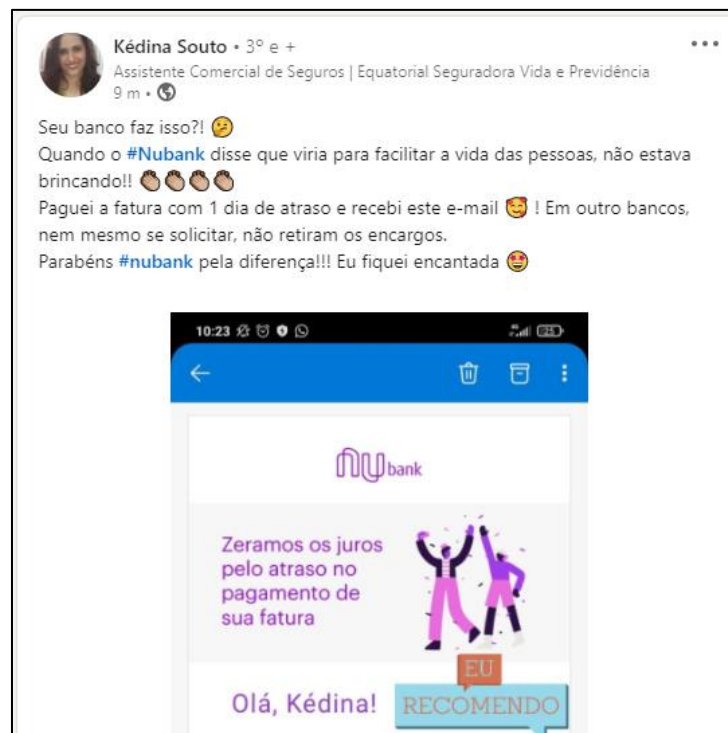 Kédina Souto • 3º e +
Assistente Comercial de Seguros | Equatorial Seguradora Vida e Previdência
9 m •
Seu banco faz isso?! 🤔
Quando o #Nubank disse que viria para facilitar a vida das pessoas, não estava
brincando!! 👏🏽👏🏽👏🏽👏🏽
Paguei a fatura com 1 dia de atraso e recebi este e-mail 🥰 ! Em outro bancos,
nem mesmo se solicitar, não retiram os encargos.
Parabéns #nubank pela diferença!!! Eu fiquei encantada 🤩
10:23
nu bank
Zeramos os juros
pelo atraso no
pagamento de
sua fatura
Olá, Kédina!
EU
RECOMENDO